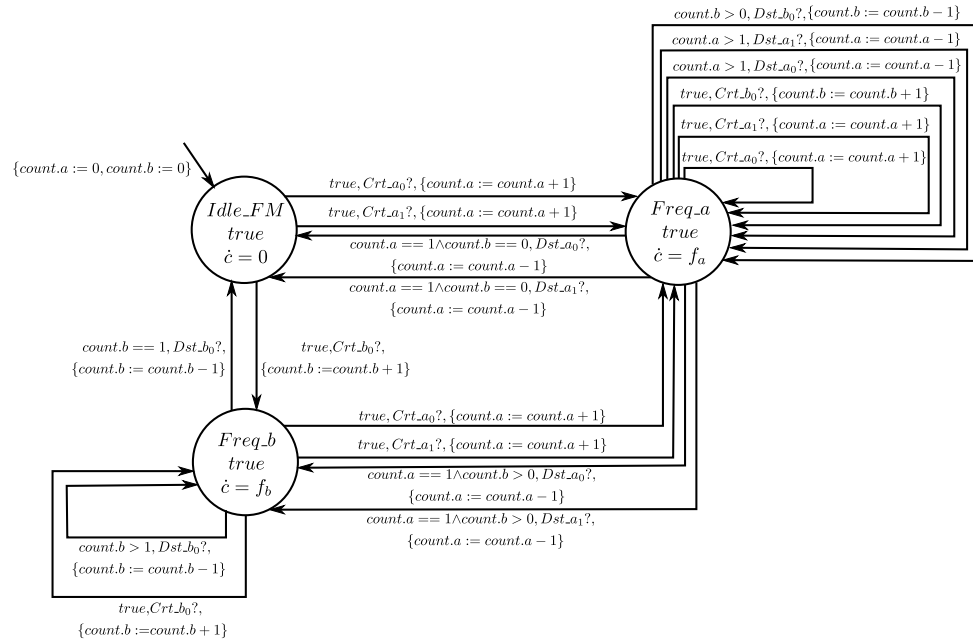 count.b > 0, Dst_b₀?, {count.b := count.b − 1}
count.a > 1, Dst_a₁?, {count.a := count.a − 1}
count.a > 1, Dst_a₀?, {count.a := count.a − 1}
true, Crt_b₀?, {count.b := count.b + 1}
true, Crt_a₁?, {count.a := count.a + 1}
true, Crt_a₀?, {count.a := count.a + 1}
{count.a := 0, count.b := 0}
Idle_FM
true
ċ = 0
true, Crt_a₀?, {count.a := count.a + 1}
true, Crt_a₁?, {count.a := count.a + 1}
count.a == 1∧count.b == 0, Dst_a₀?,
{count.a := count.a − 1}
count.a == 1∧count.b == 0, Dst_a₁?,
{count.a := count.a − 1}
Freq_a
true
ċ = fₐ
count.b == 1, Dst_b₀?,
{count.b := count.b − 1}
true,Crt_b₀?,
{count.b :=count.b + 1}
Freq_b
true
ċ = f_b
true, Crt_a₀?, {count.a := count.a + 1}
true, Crt_a₁?, {count.a := count.a + 1}
count.a == 1∧count.b > 0, Dst_a₀?,
{count.a := count.a − 1}
count.a == 1∧count.b > 0, Dst_a₁?,
{count.a := count.a − 1}
count.b > 1, Dst_b₀?,
{count.b := count.b − 1}
true,Crt_b₀?,
{count.b :=count.b + 1}